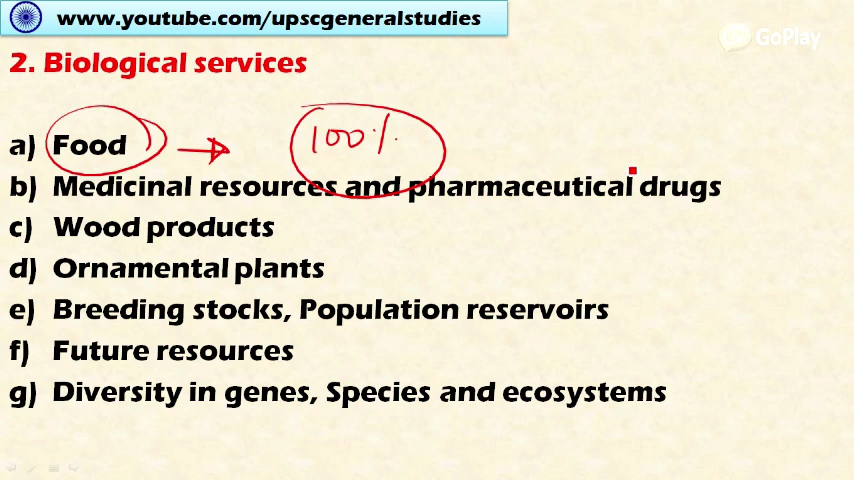 www.youtube.com/upscgeneralstudies
GoPlay
2. Biological services
a) Food 100%
b) Medicinal resources and pharmaceutical drugs
c) Wood products
d) Ornamental plants
e) Breeding stocks, Population reservoirs
f) Future resources
g) Diversity in genes, Species and ecosystems